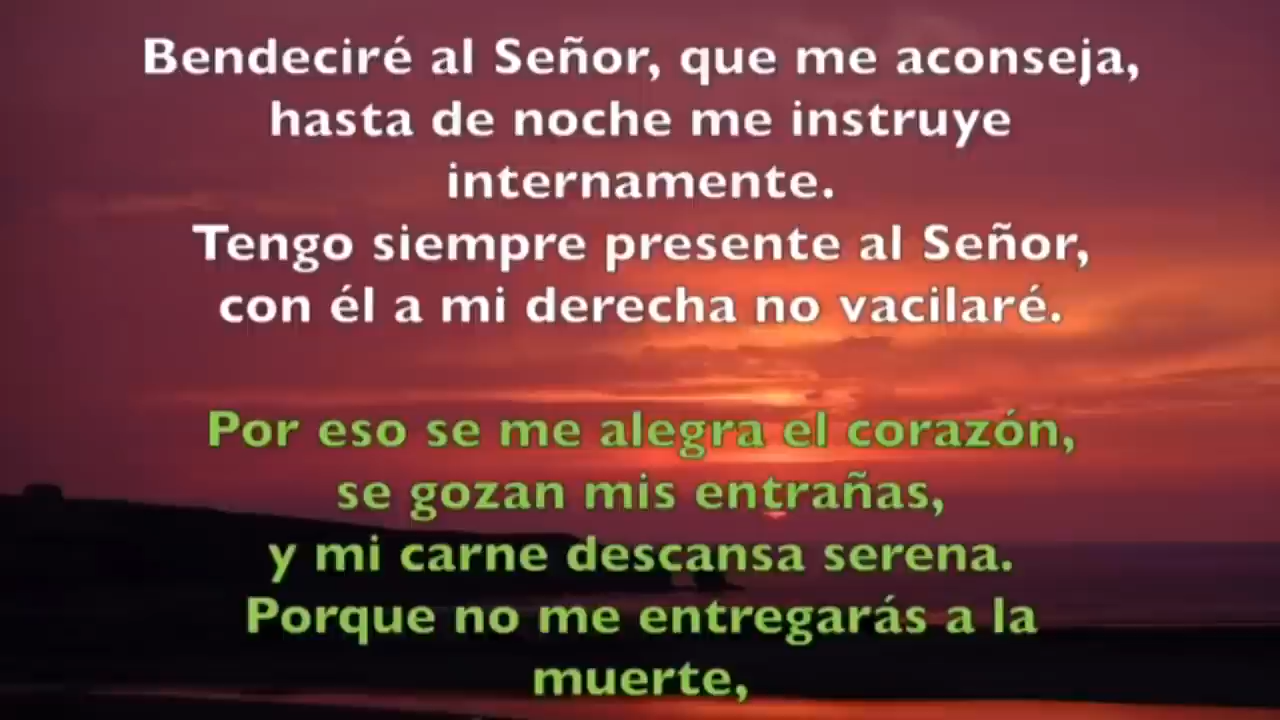 Bendeciré al Señor, que me aconseja,
hasta de noche me instruye
internamente.
Tengo siempre presente al Señor,
con él a mi derecha no vacilaré.
Por eso se me alegra el corazón,
se gozan mis entrañas,
y mi carne descansa serena.
Porque no me entregarás a la
muerte,